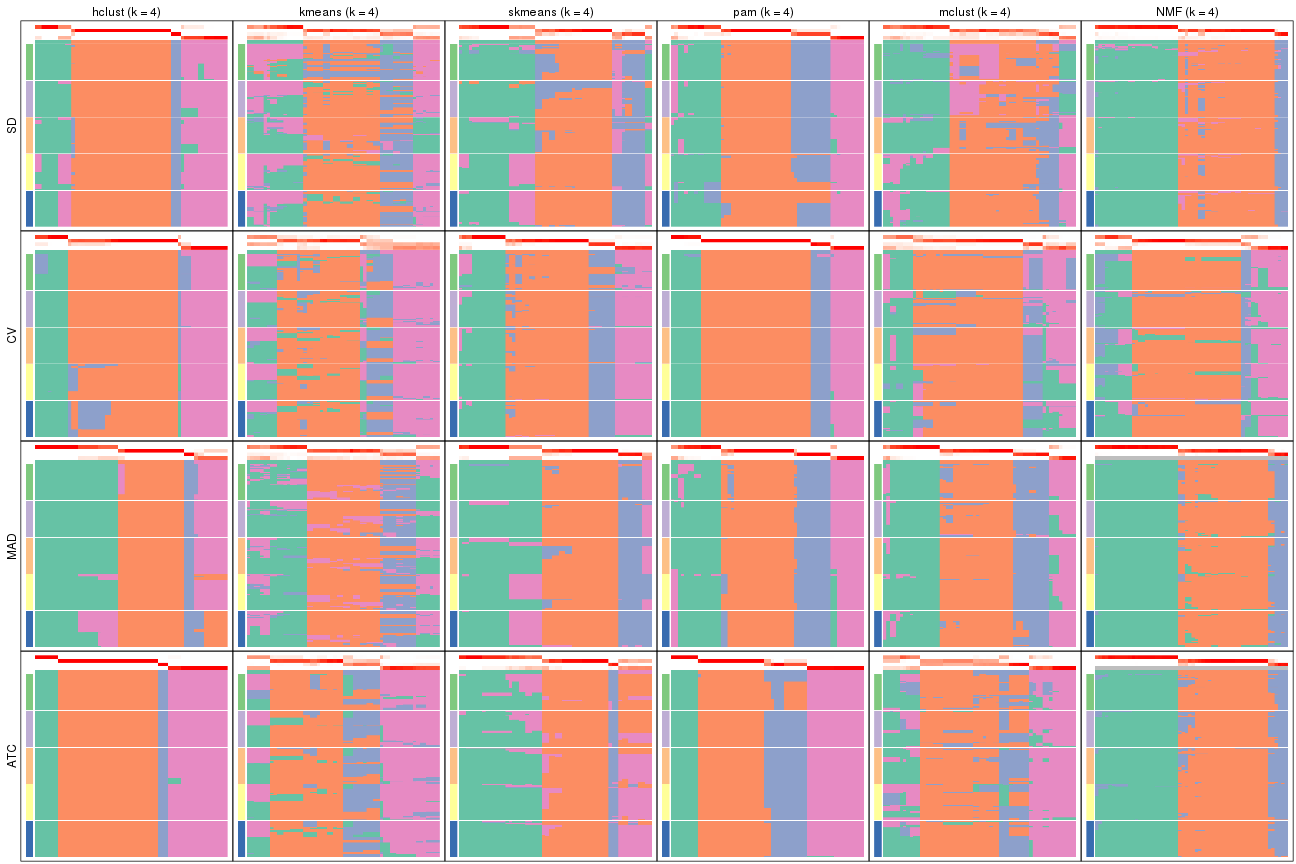 hclust (k = 4) kmeans (k = 4) skmeans (k = 4) pam (k = 4) mclust (k = 4) NMF (k = 4)
SD
CV
MAD
ATC